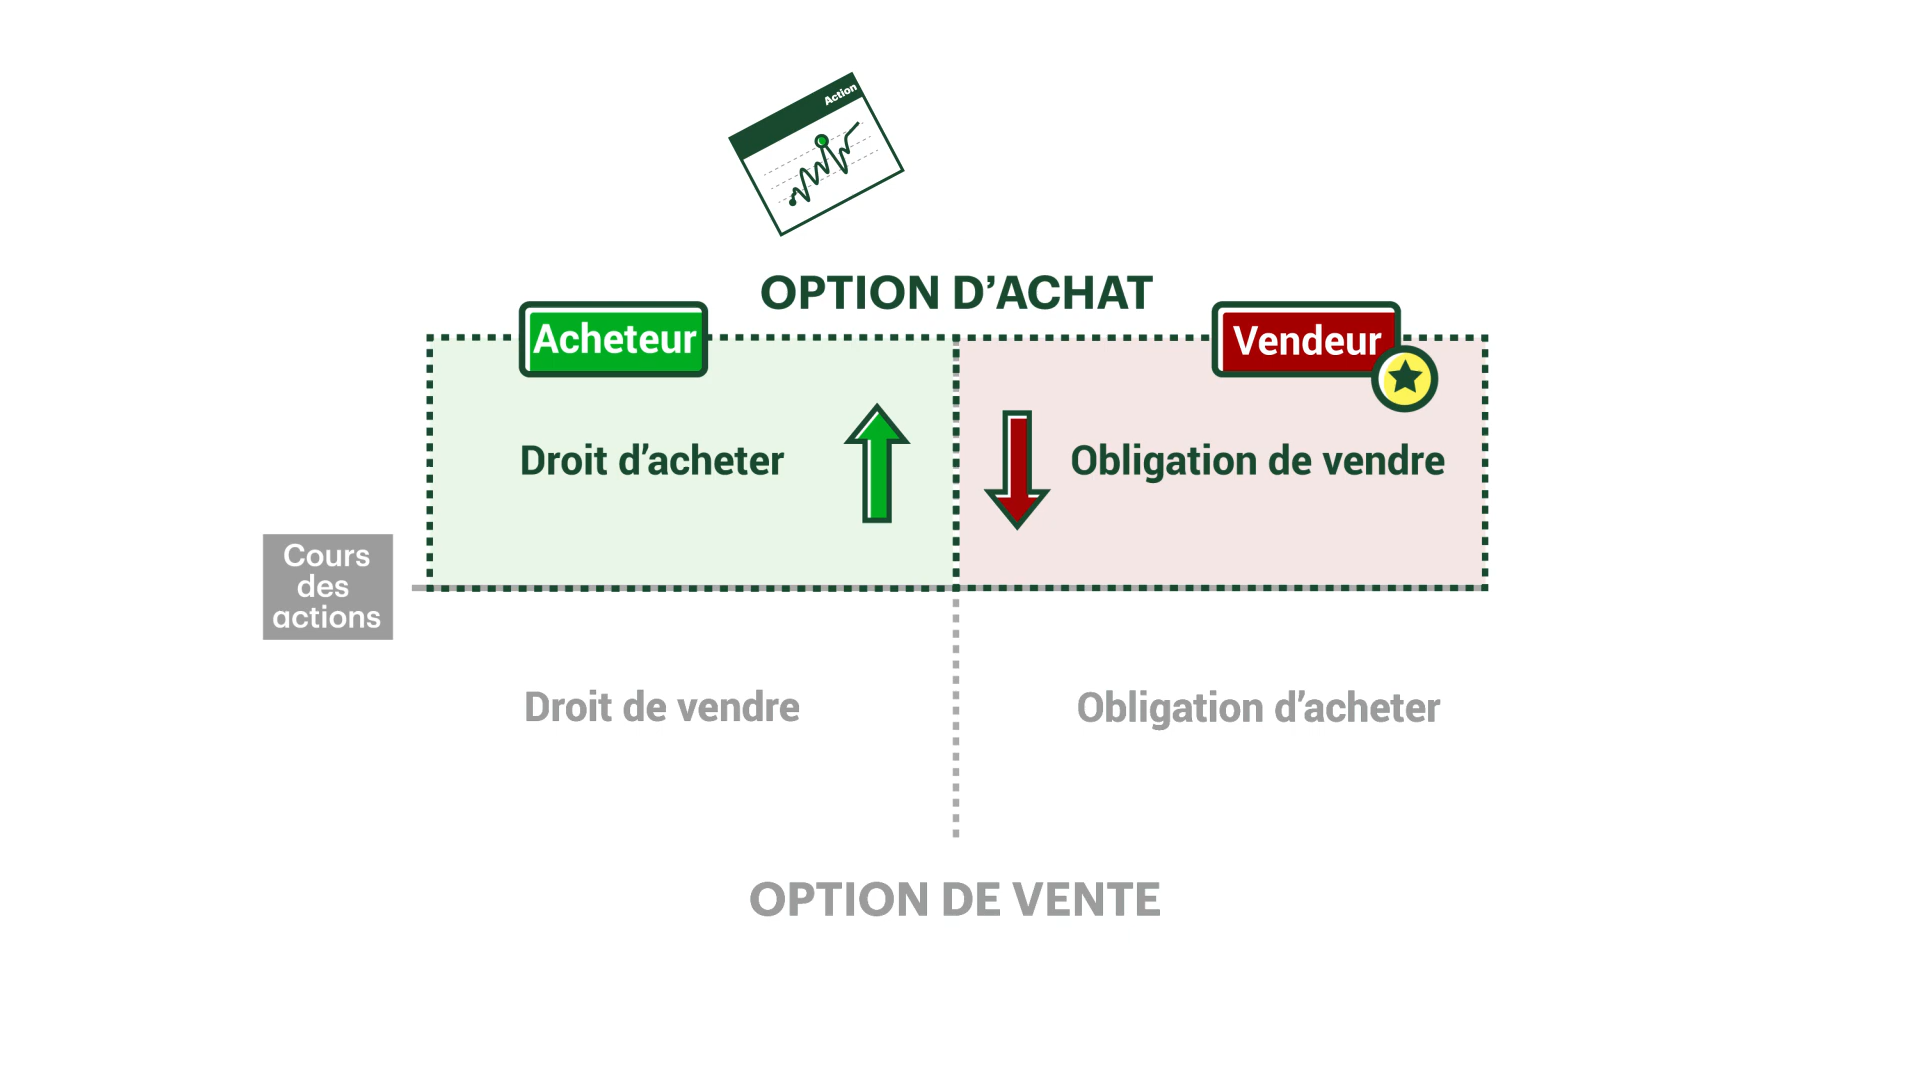 Action
OPTION D’ACHAT
Acheteur
Vendeur
Droit d’acheter
Obligation de vendre
Cours
des
actions
Droit de vendre
Obligation d’acheter
OPTION DE VENTE